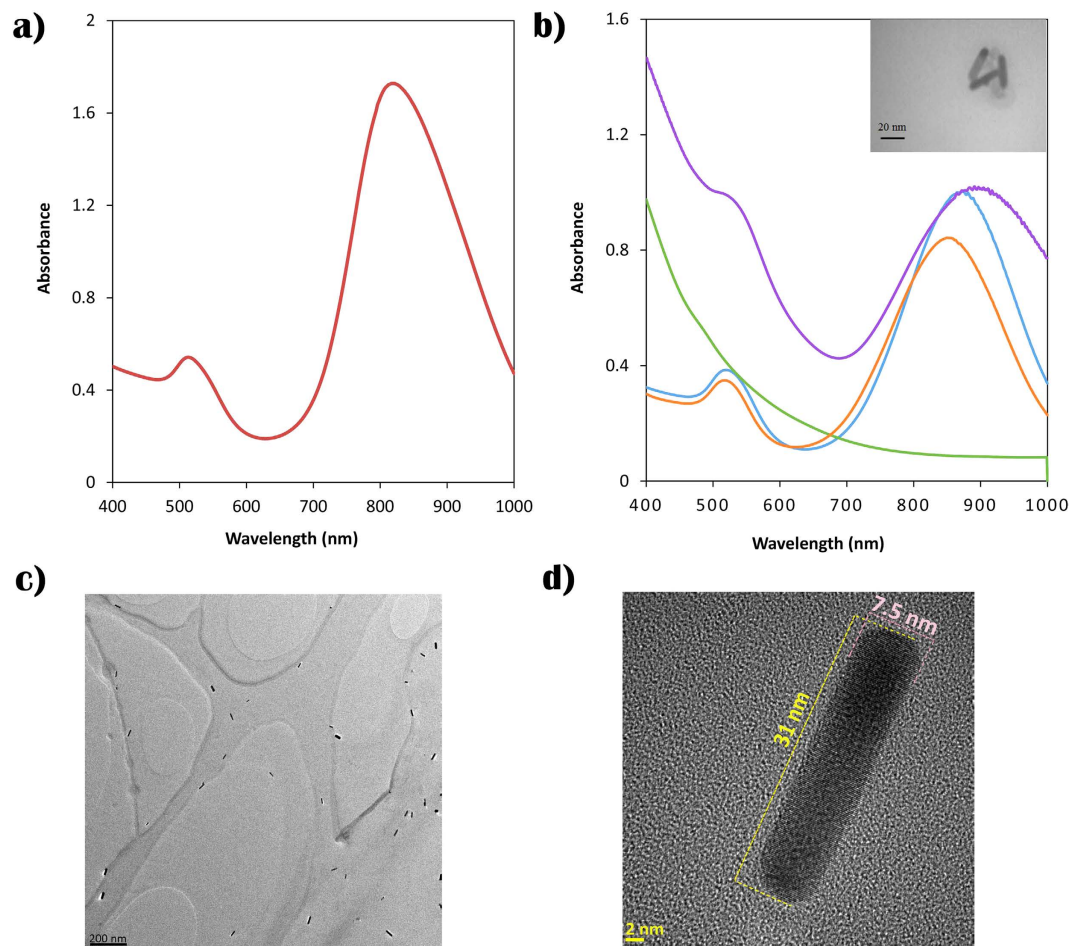 a)
2
1.6
1.2
0.8
0.4
0
400 500 600 700 800 900 1000
Absorbance
Wavelength (nm)
b)
1.6
1.2
0.8
0.4
0
400 500 600 700 800 900 1000
Absorbance
Wavelength (nm)
20 nm
c)
200 nm
d)
7.5 nm
31 nm
2 nm